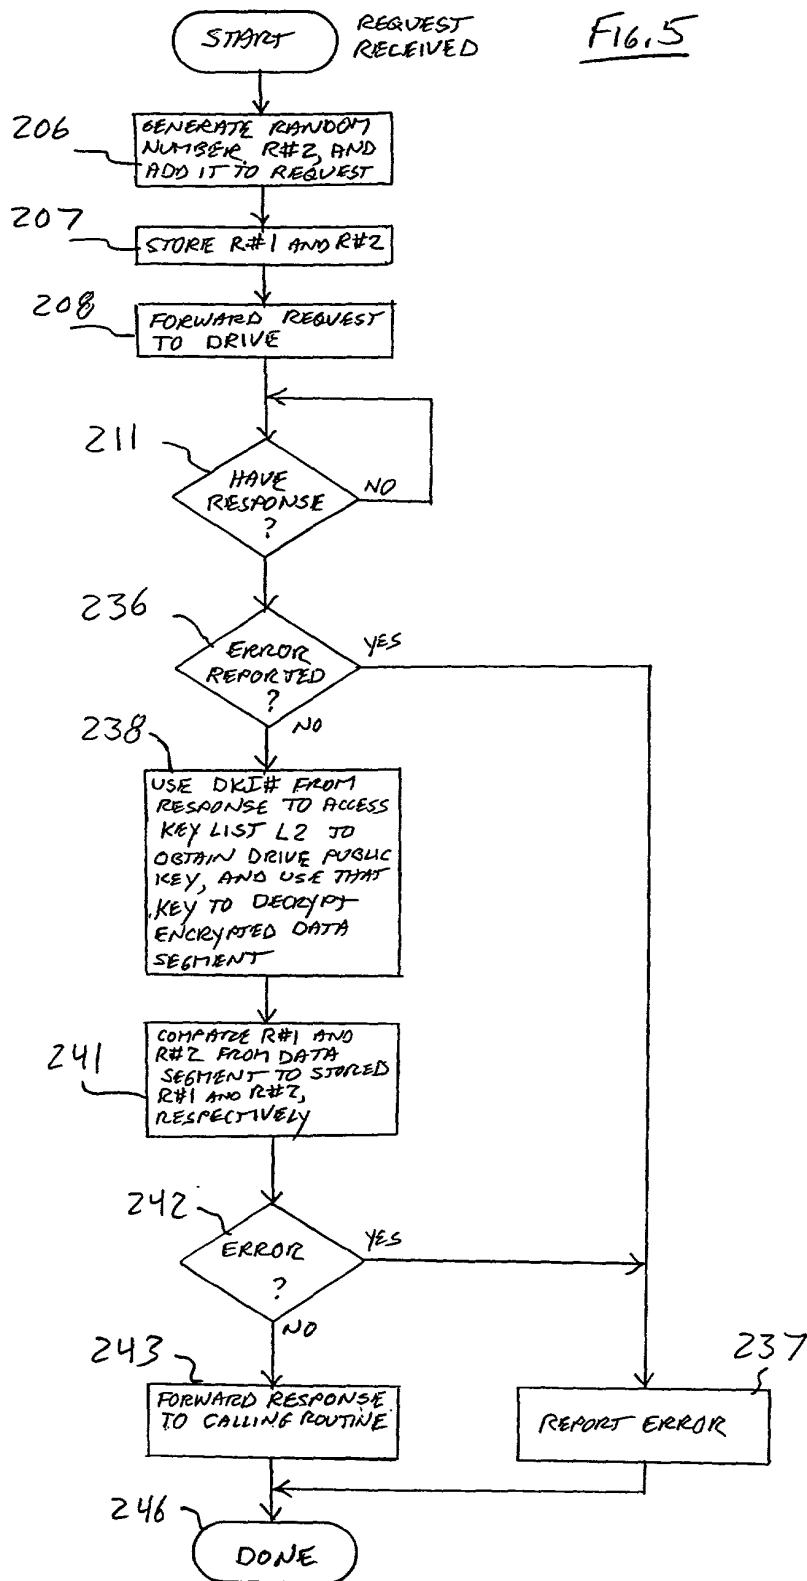 START
REQUEST
RECEIVED
FIG. 5
206
GENERATE RANDOM
NUMBER R#2, AND
ADD IT TO REQUEST
207
STORE R#1 AND R#2
208
FORWARD REQUEST
TO DRIVE
211
HAVE
RESPONSE
?
NO
236
ERROR
REPORTED
?
YES
NO
238
USE DKI# FROM
RESPONSE TO ACCESS
KEY LIST L2 TO
OBTAIN DRIVE PUBLIC
KEY, AND USE THAT
KEY TO DECRYPT
ENCRYPTED DATA
SEGMENT
241
COMPARE R#1 AND
R#2 FROM DATA
SEGMENT TO STORED
R#1 AND R#2,
RESPECTIVELY
242
ERROR
?
YES
NO
243
FORWARD RESPONSE
TO CALLING ROUTINE
237
REPORT ERROR
246
DONE